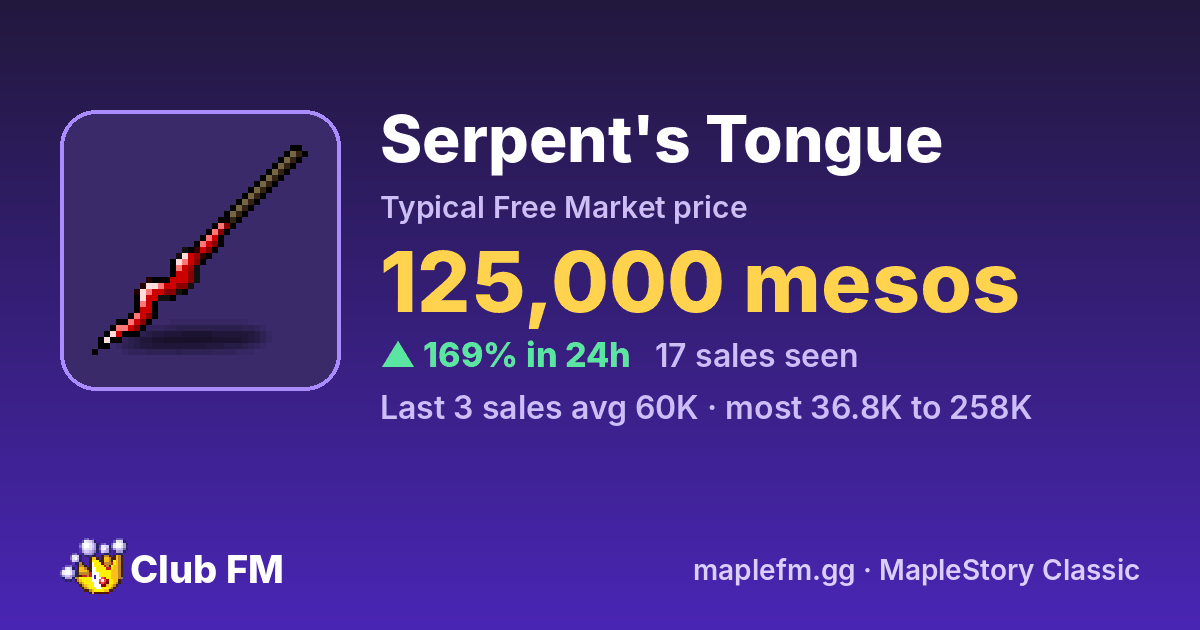 Serpent's Tongue
Typical Free Market price
125,000 mesos
▲ 169% in 24h 17 sales seen
Last 3 sales avg 60K · most 36.8K to 258K
Club FM
maplefm.gg · MapleStory Classic